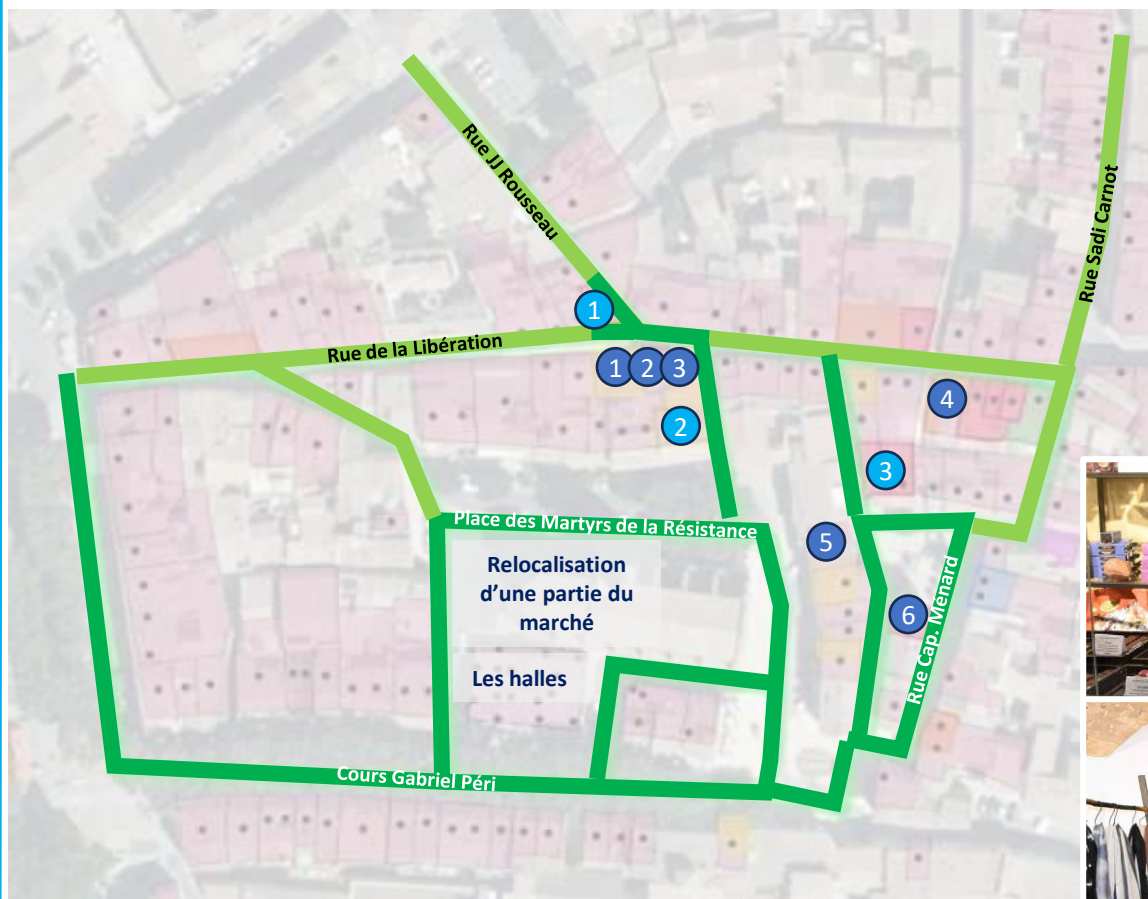 Rue JJ Rousseau
Rue Sadi Carnot
1
Rue de la Libération
1 2 3
4
2
3
Place des Martyrs de la Résistance
5
Relocalisation
d’une partie du
marché
6
Rue Cap. Ménard
Les halles
Cours Gabriel Péri